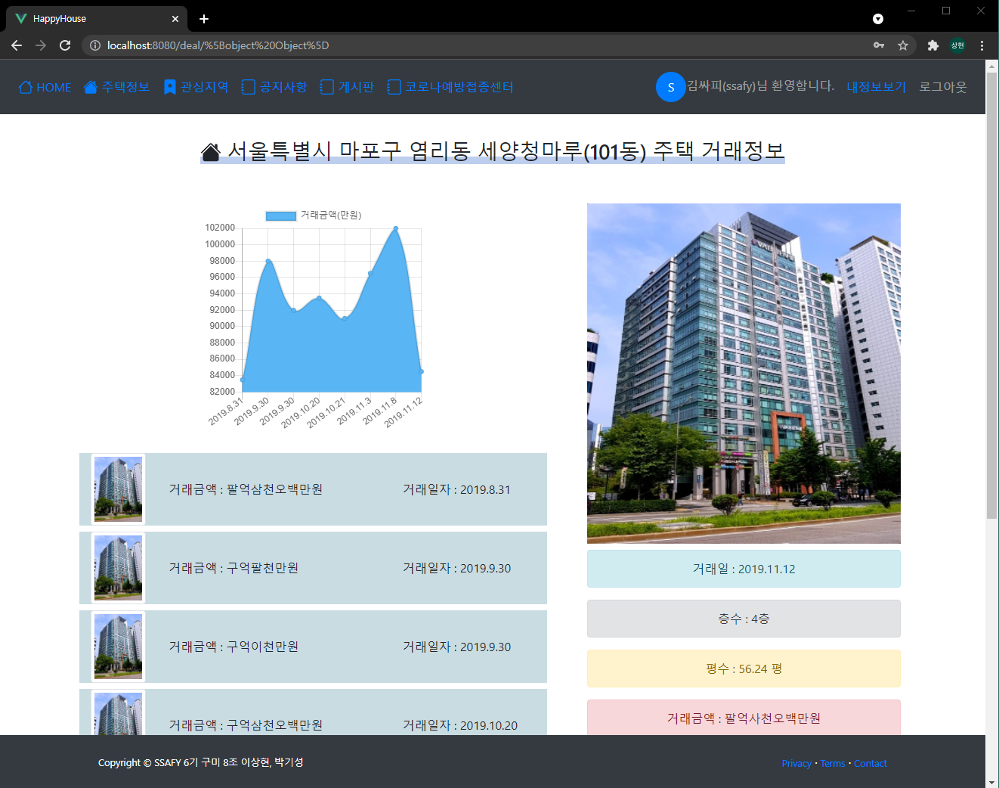 HappyHouse
localhost:8080/deal/%5Bobject%20Object%5D
상현
HOME 주택정보 관심지역 공지사항 게시판 코로나예방접종센터
S 김싸피(ssafy)님 환영합니다. 내정보보기 로그아웃
서울특별시 마포구 염리동 세양청마루(101동) 주택 거래정보
거래금액(만원)
102000
100000
98000
96000
94000
92000
90000
88000
86000
84000
82000
2019.8.31 2019.9.30 2019.9.30 2019.10.20 2019.10.21 2019.11.3 2019.11.8 2019.11.12
거래금액 : 팔억삼천오백만원 거래일자 : 2019.8.31
거래금액 : 구억팔천만원 거래일자 : 2019.9.30
거래금액 : 구억이천만원 거래일자 : 2019.9.30
거래금액 : 구억삼천오백만원 거래일자 : 2019.10.20
거래일 : 2019.11.12
층수 : 4층
평수 : 56.24 평
거래금액 : 팔억사천오백만원
Copyright © SSAFY 6기 구미 8조 이상현, 박기성
Privacy · Terms · Contact